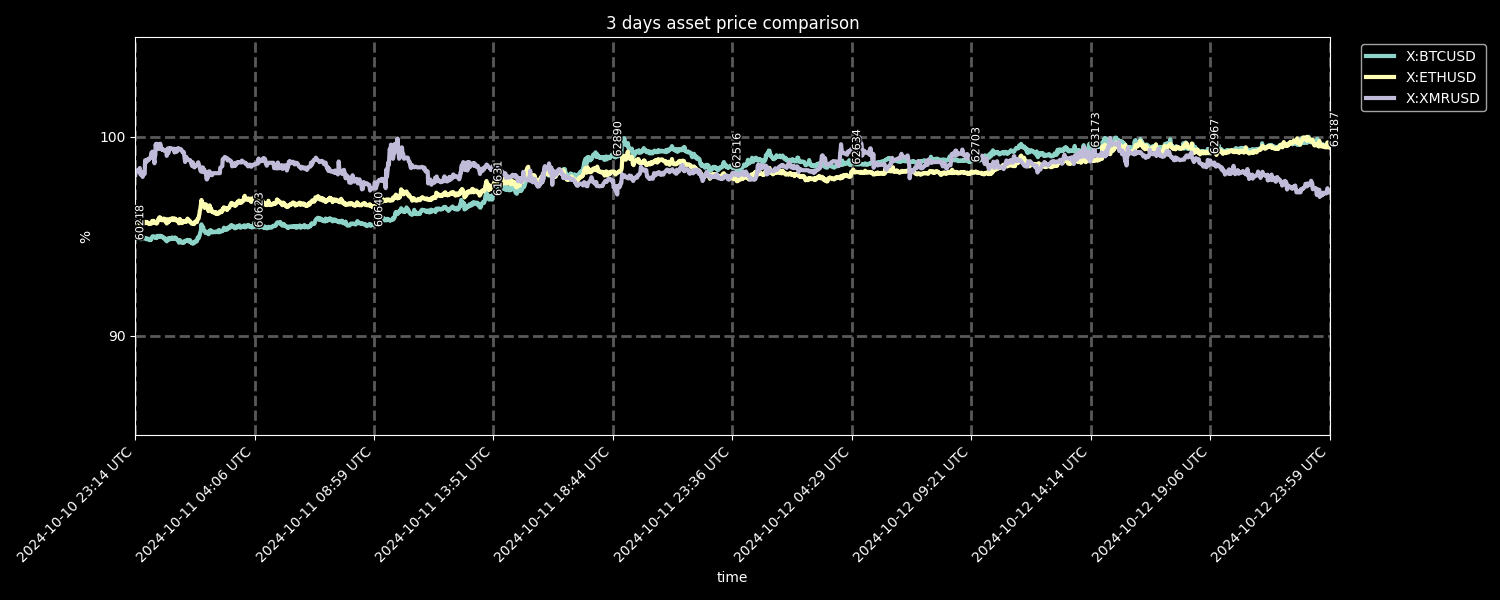 3 days asset price comparison
X:BTCUSD
X:ETHUSD
X:XMRUSD
100
90
%
60218
60623
60640
61631
62890
62516
62634
62703
63173
62967
63187
2024-10-10 23:14 UTC
2024-10-11 04:06 UTC
2024-10-11 08:59 UTC
2024-10-11 13:51 UTC
2024-10-11 18:44 UTC
2024-10-11 23:36 UTC
2024-10-12 04:29 UTC
2024-10-12 09:21 UTC
2024-10-12 14:14 UTC
2024-10-12 19:06 UTC
2024-10-12 23:59 UTC
time